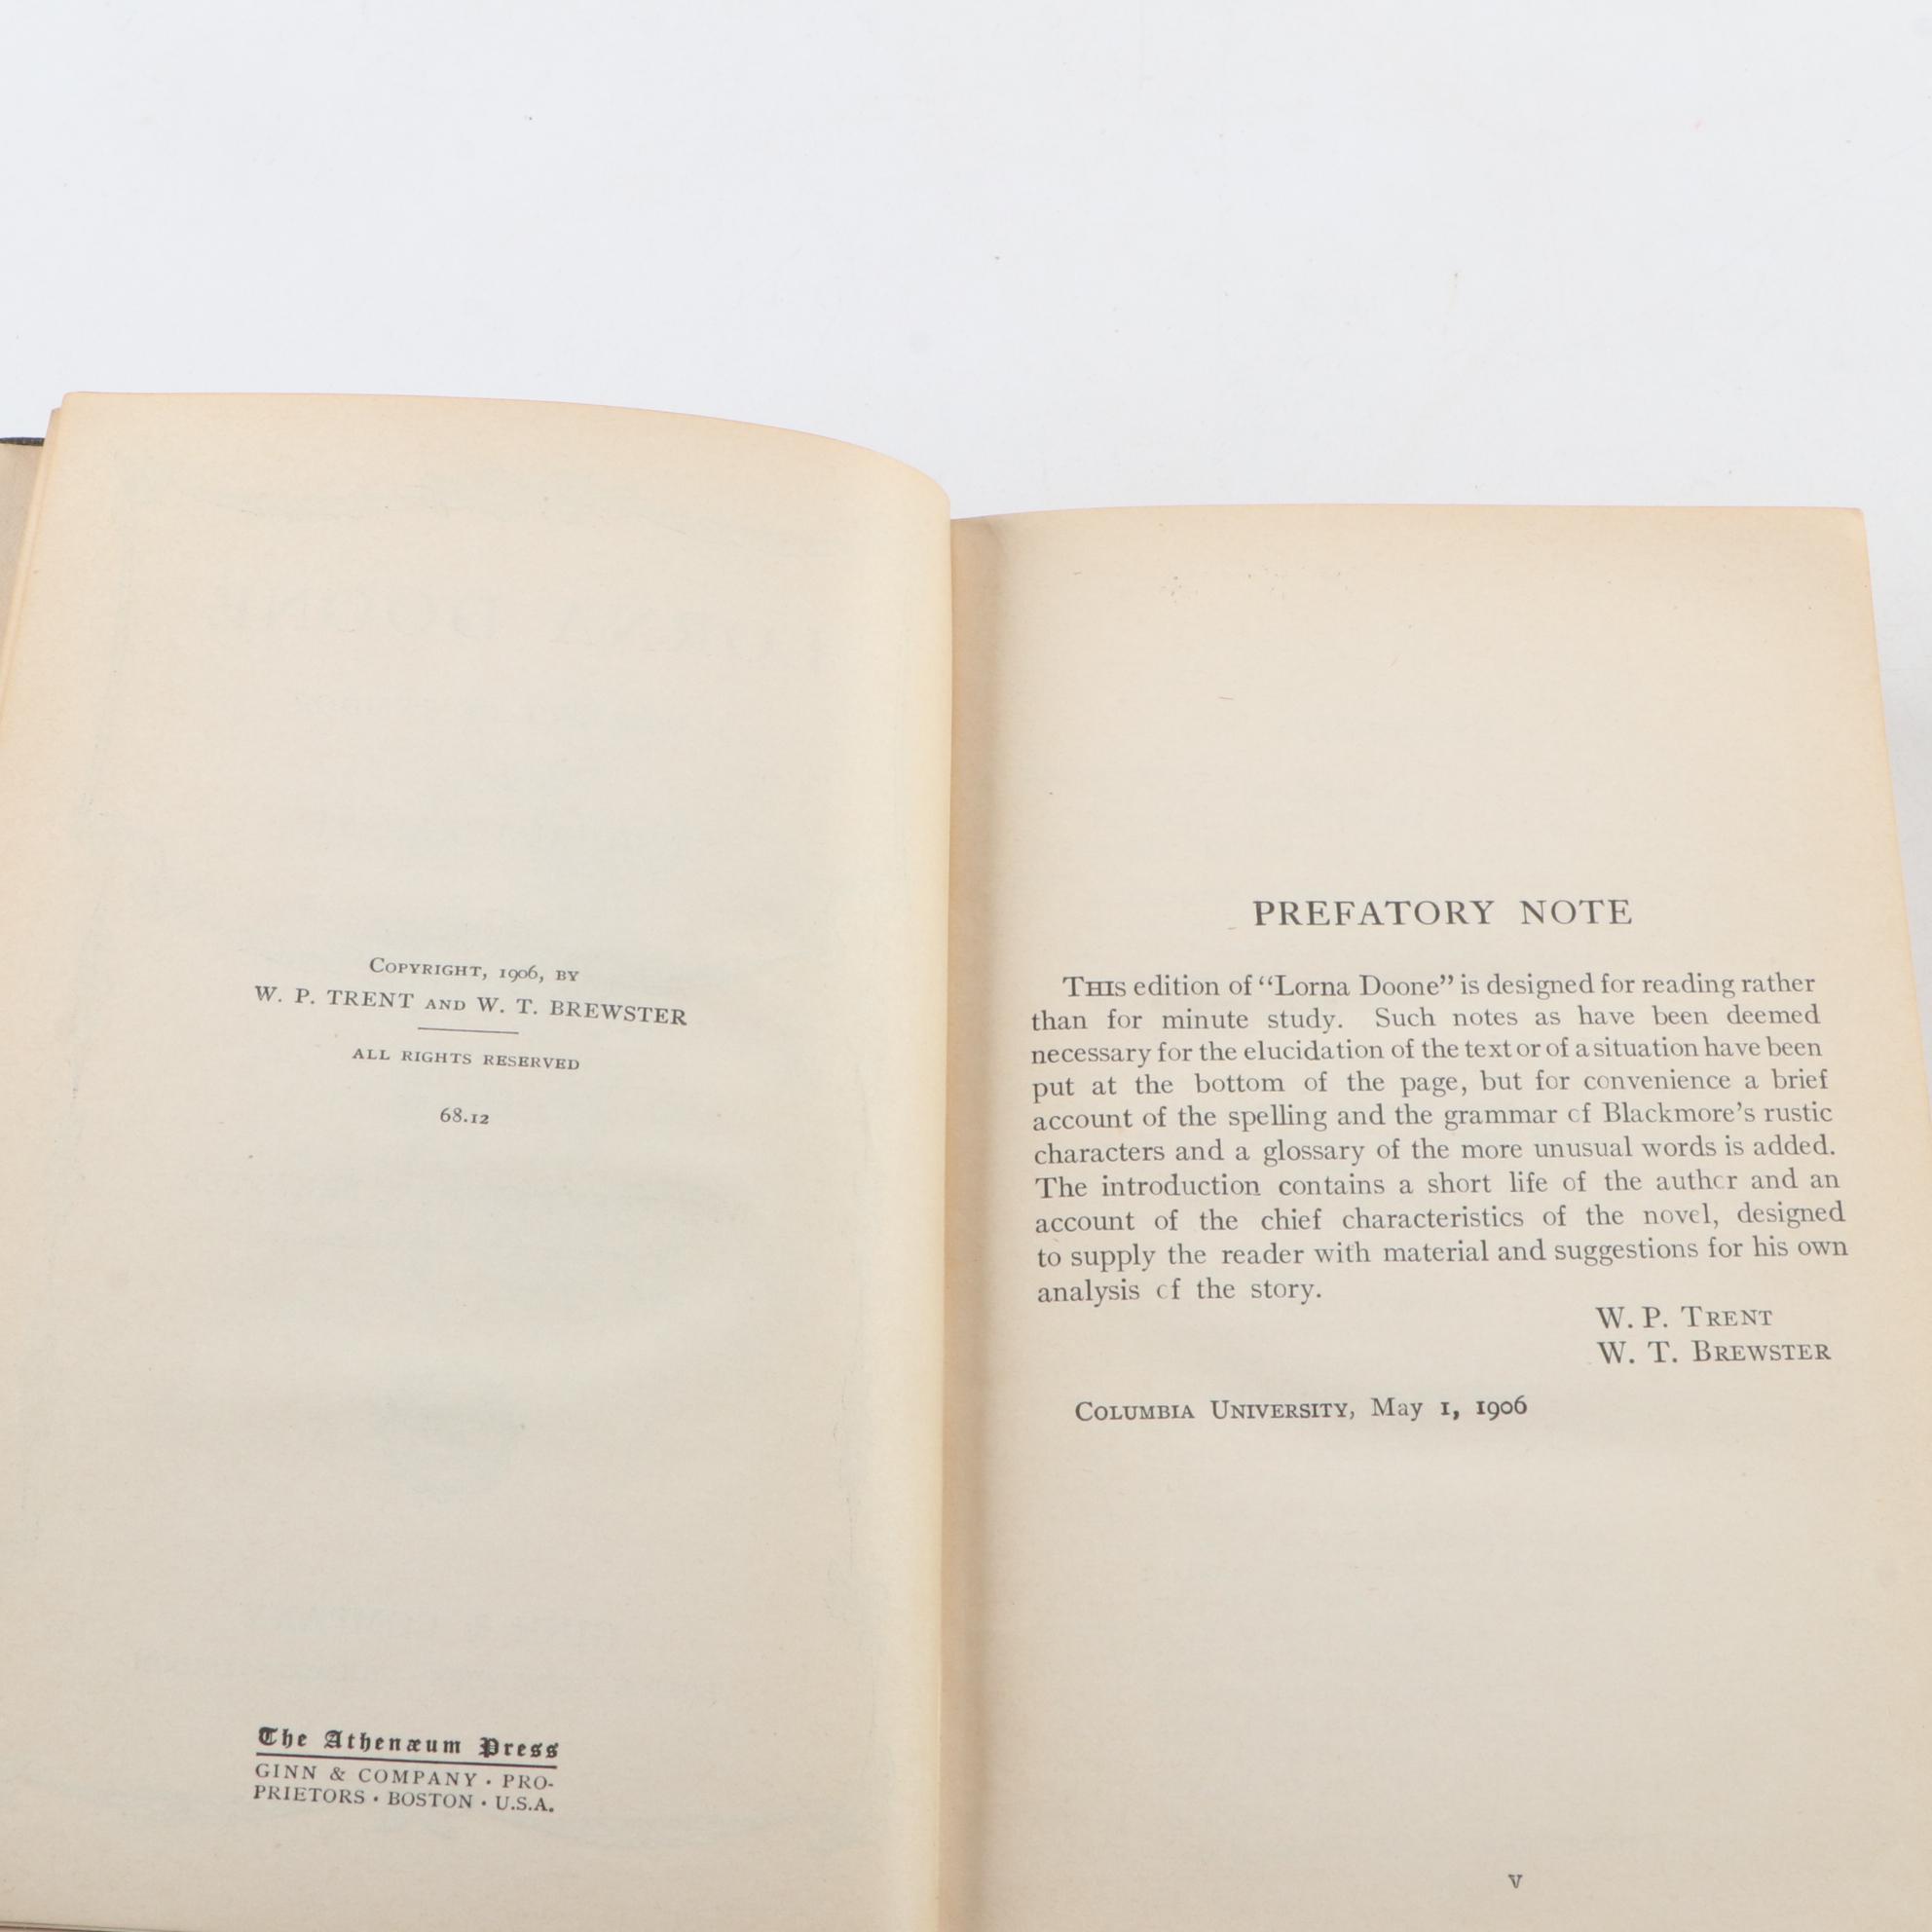 COPYRIGHT, 1906, BY
W. P. TRENT AND W. T. BREWSTER
ALL RIGHTS RESERVED
68.12
The Athenæum Press
GINN & COMPANY · PRO-
PRIETORS · BOSTON · U.S.A.
PREFATORY NOTE
THIS edition of "Lorna Doone" is designed for reading rather
than for minute study. Such notes as have been deemed
necessary for the elucidation of the text or of a situation have been
put at the bottom of the page, but for convenience a brief
account of the spelling and the grammar of Blackmore's rustic
characters and a glossary of the more unusual words is added.
The introduction contains a short life of the author and an
account of the chief characteristics of the novel, designed
to supply the reader with material and suggestions for his own
analysis of the story.
W. P. TRENT
W. T. BREWSTER
COLUMBIA UNIVERSITY, May 1, 1906
v